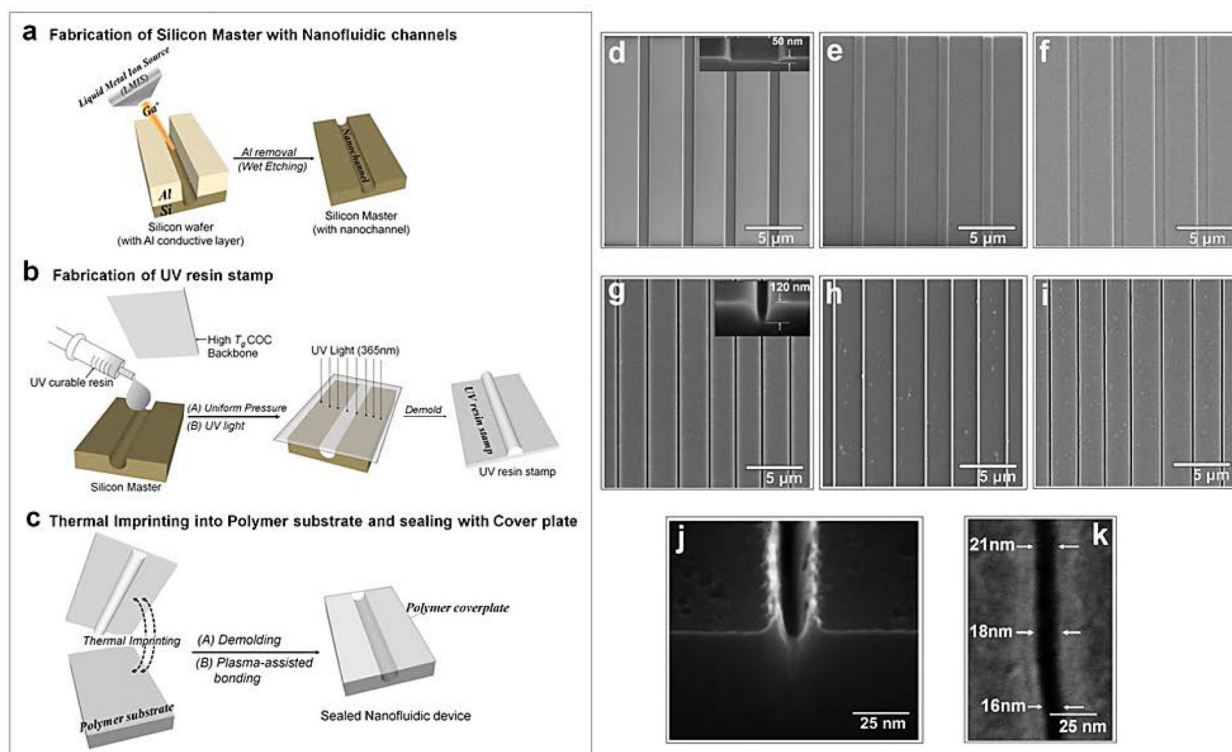 a Fabrication of Silicon Master with Nanofluidic channels
Liquid Metal Ion Source
(LMIS)
Ga+
Al
Si
Al removal
(Wet Etching)
Nanochannel
Silicon wafer
(with Al conductive layer)
Silicon Master
(with nanochannel)
b Fabrication of UV resin stamp
High Tg COC
Backbone
UV curable resin
(A) Uniform Pressure
(B) UV light
Silicon Master
UV Light (365nm)
Demold
UV resin stamp
UV resin stamp
c Thermal Imprinting into Polymer substrate and sealing with Cover plate
Thermal Imprinting
Polymer substrate
(A) Demolding
(B) Plasma-assisted
bonding
Polymer coverplate
Sealed Nanofluidic device
d
50 nm
5 µm
e
5 µm
f
5 µm
g
120 nm
5 µm
h
5 µm
i
5 µm
j
25 nm
k
21nm
18nm
16nm
25 nm